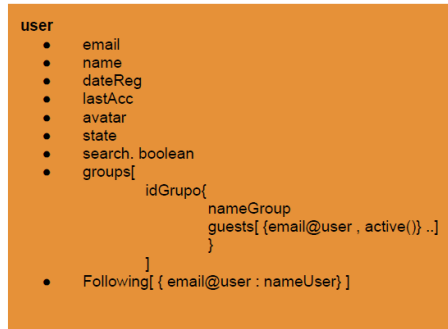 user
● email
● name
● dateReg
● lastAcc
● avatar
● state
● search. boolean
● groups[
idGrupo{
nameGroup
guests[ {email@user , active()} ..]
}
]
● Following[ { email@user : nameUser} ]